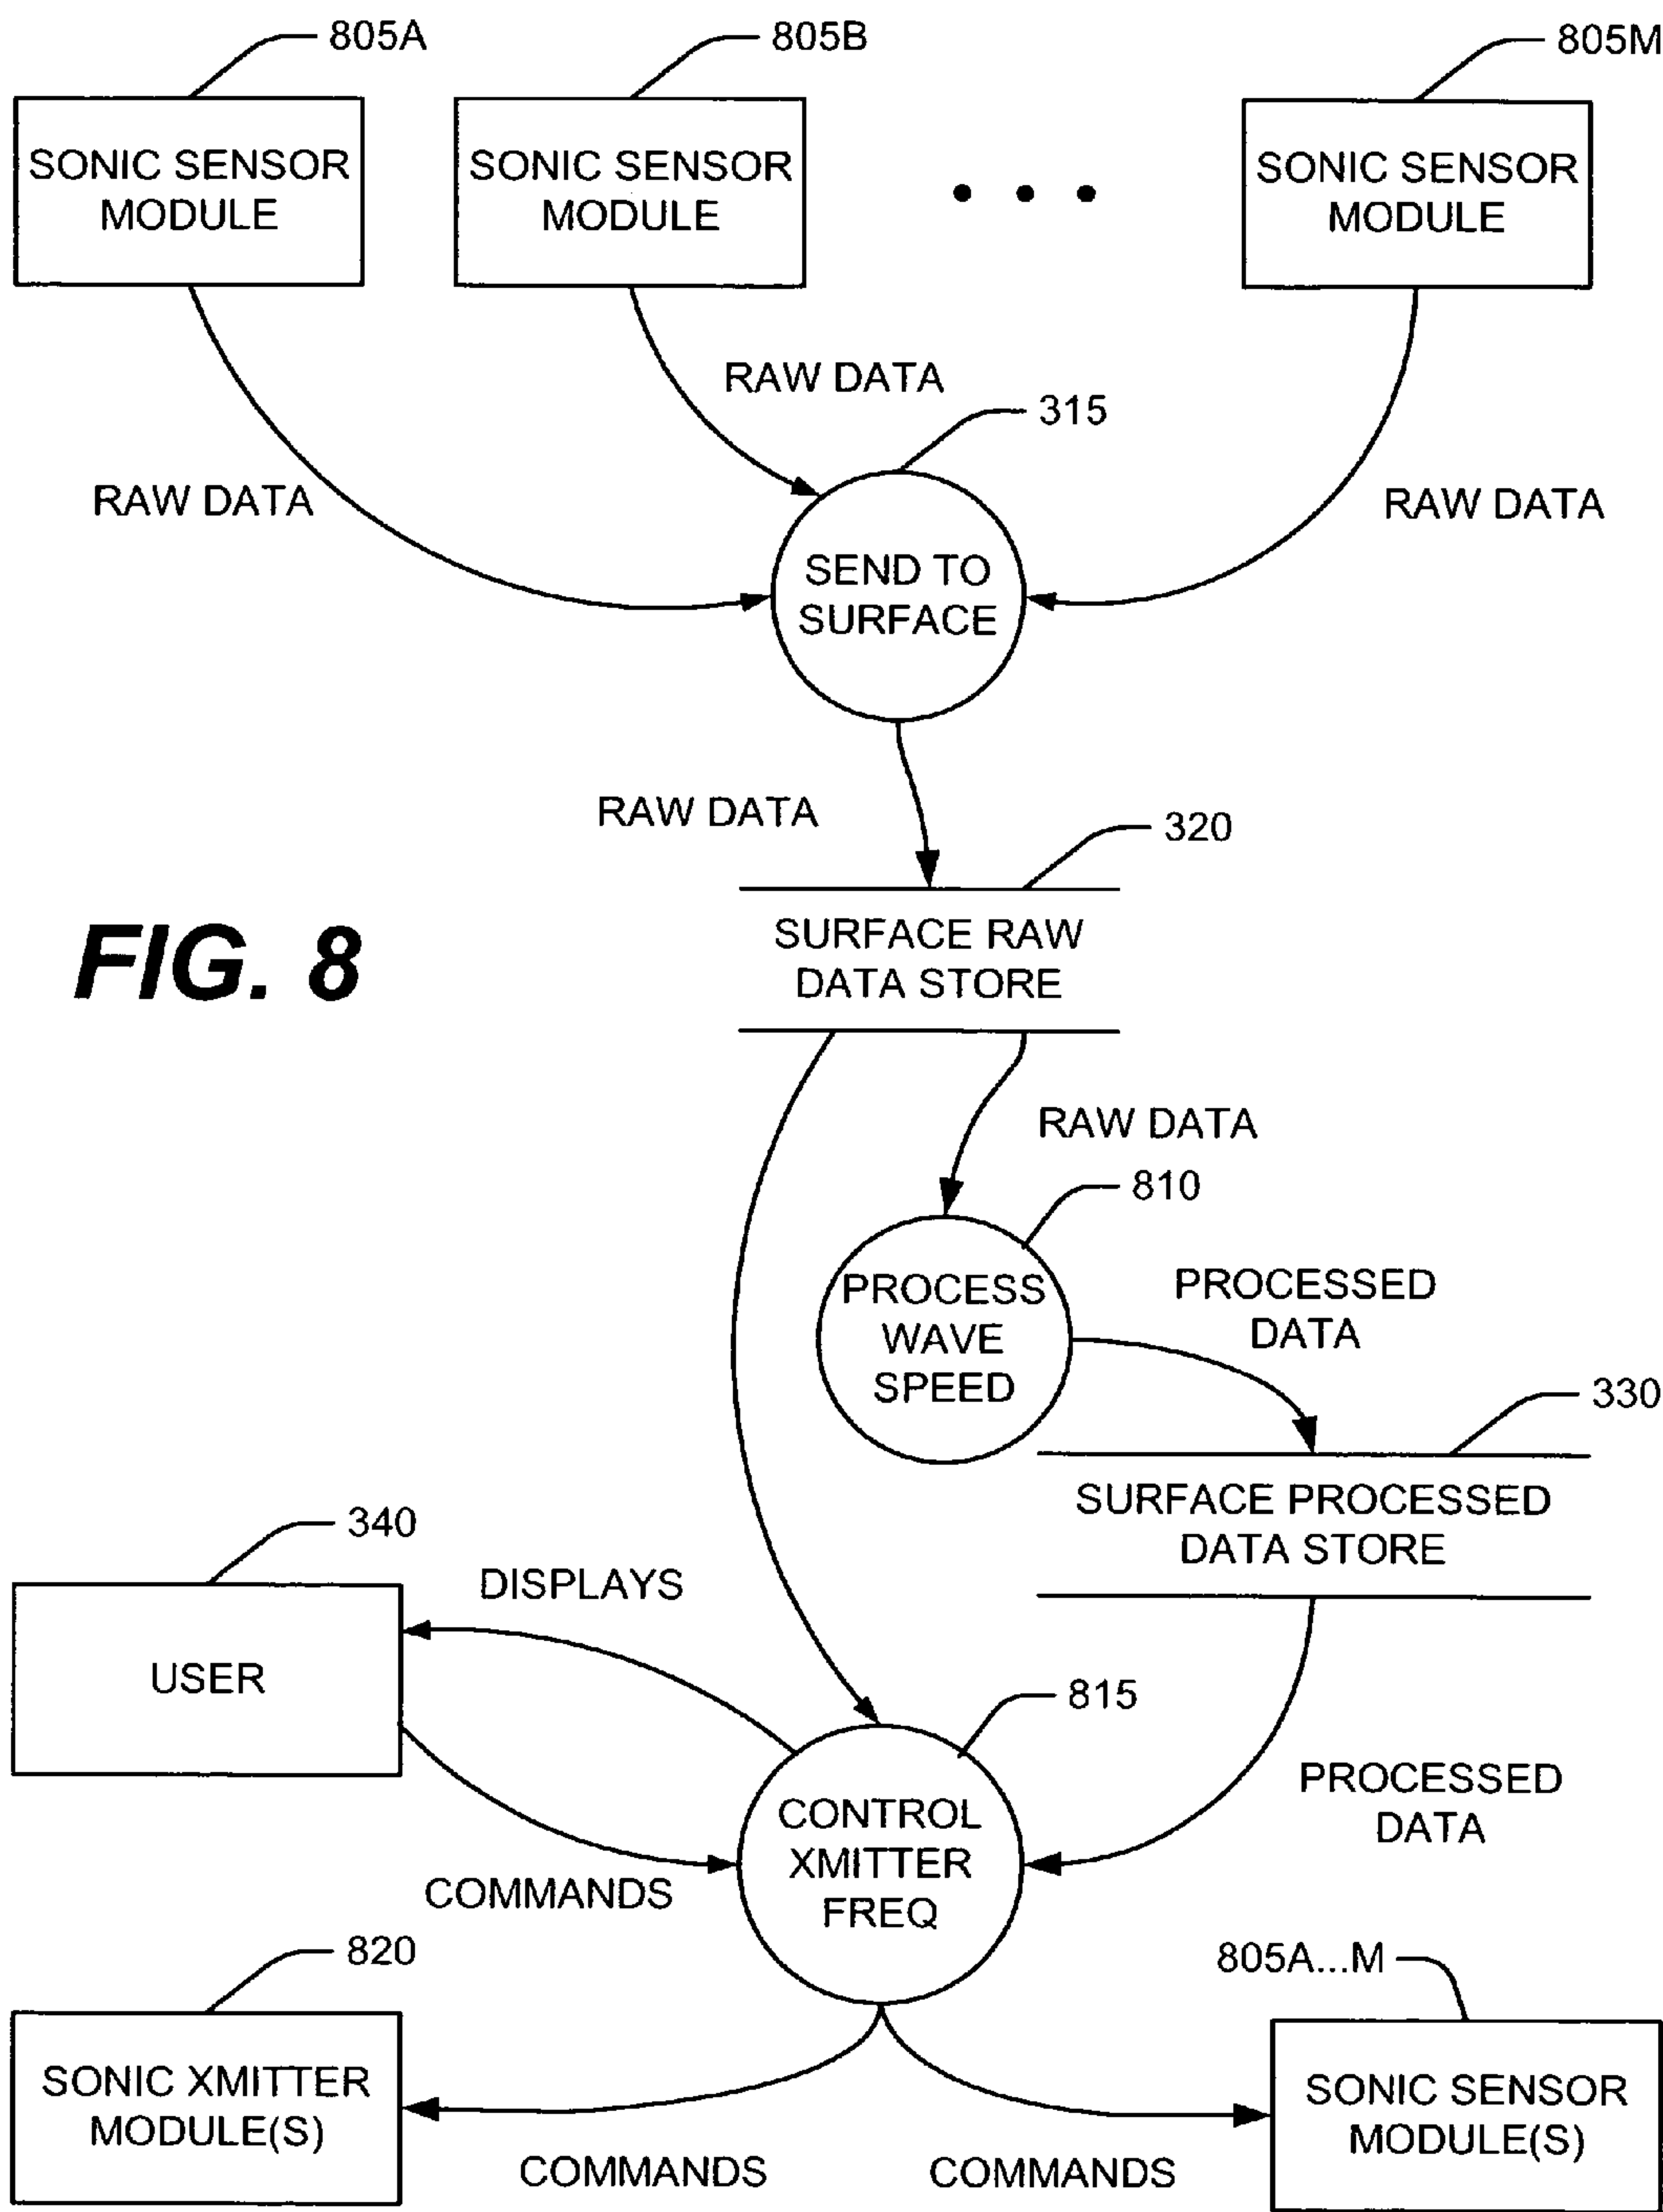 805A
805B
805M
SONIC SENSOR
MODULE
SONIC SENSOR
MODULE
SONIC SENSOR
MODULE
RAW DATA
315
RAW DATA
RAW DATA
SEND TO
SURFACE
RAW DATA
320
FIG. 8
SURFACE RAW
DATA STORE
RAW DATA
810
PROCESS
WAVE
SPEED
PROCESSED
DATA
330
SURFACE PROCESSED
DATA STORE
340
DISPLAYS
USER
815
PROCESSED
DATA
CONTROL
XMITTER
FREQ
COMMANDS
820
805A...M
SONIC XMITTER
MODULE(S)
SONIC SENSOR
MODULE(S)
COMMANDS
COMMANDS